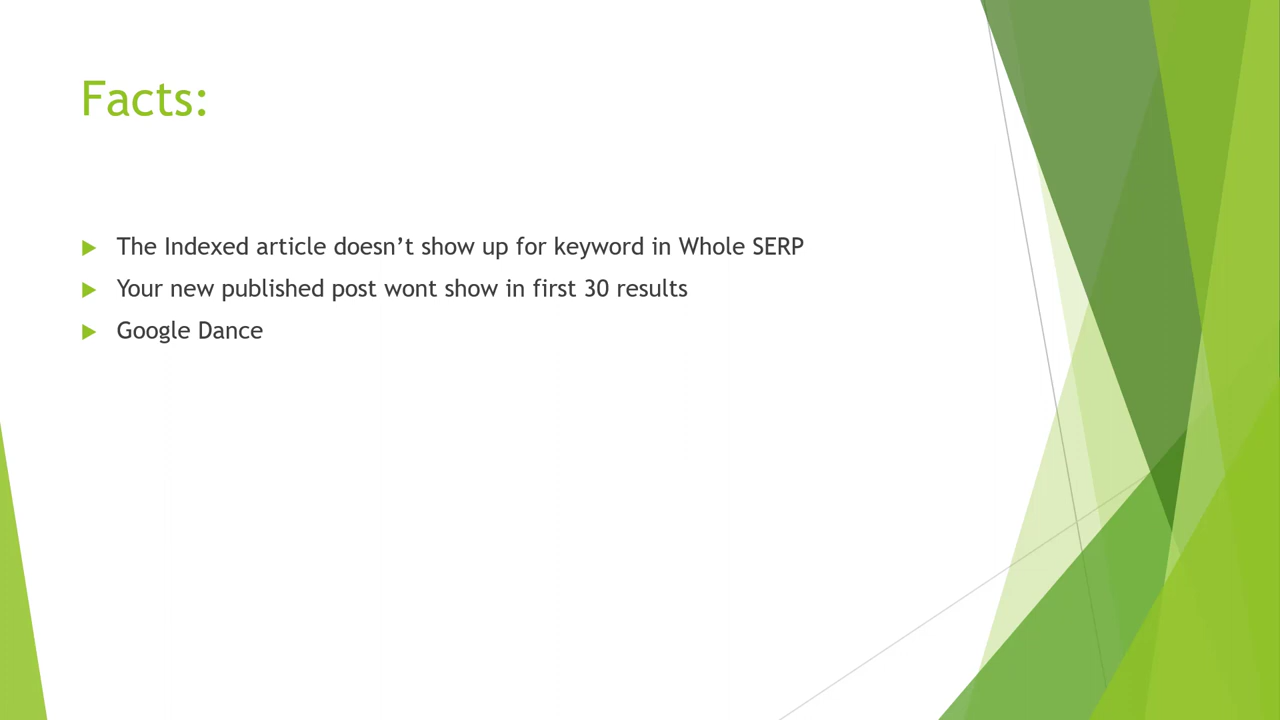 Facts:
The Indexed article doesn’t show up for keyword in Whole SERP
Your new published post wont show in first 30 results
Google Dance